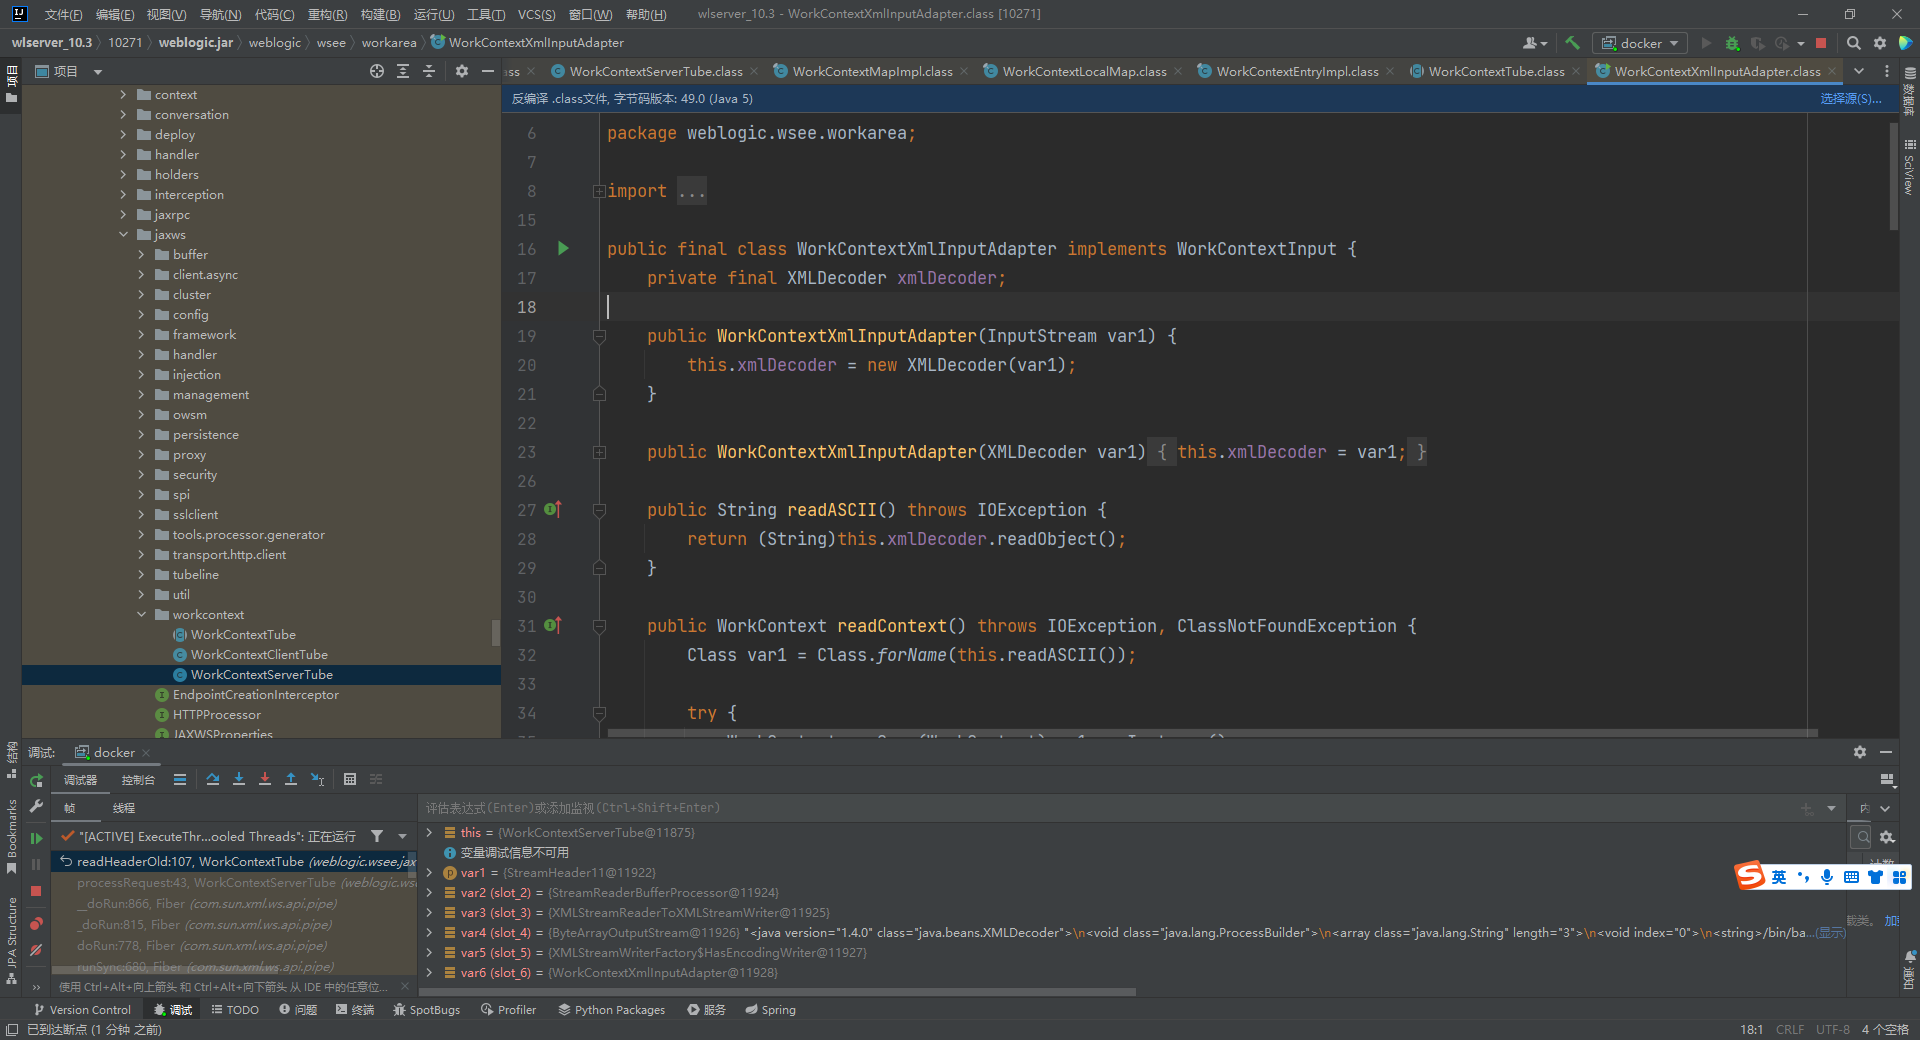 文件(F) 编辑(E) 视图(V) 导航(N) 代码(C) 重构(R) 构建(B) 运行(U) 工具(T) VCS(S) 窗口(W) 帮助(H) wlserver_10.3 - WorkContextXmlInputAdapter.class [10271]
wlserver_10.3 10271 weblogic.jar weblogic wsee workarea WorkContextXmlInputAdapter docker
项目
项目
ass WorkContextServerTube.class WorkContextMapImpl.class WorkContextLocalMap.class WorkContextEntryImpl.class WorkContextTube.class WorkContextXmlInputAdapter.class
反编译 .class文件, 字节码版本: 49.0 (Java 5) 选择源(S)...
数据库
SciView
context
conversation
deploy
handler
holders
interception
jaxrpc
jaxws
buffer
client.async
cluster
config
framework
handler
injection
management
owsm
persistence
proxy
security
spi
sslclient
tools.processor.generator
transport.http.client
tubeline
util
workcontext
WorkContextTube
WorkContextClientTube
WorkContextServerTube
EndpointCreationInterceptor
HTTPProcessor
JAXWSProperties
6 package weblogic.wsee.workarea;
7
8 import ...
15
16 public final class WorkContextXmlInputAdapter implements WorkContextInput {
17 private final XMLDecoder xmlDecoder;
18
19 public WorkContextXmlInputAdapter(InputStream var1) {
20 this.xmlDecoder = new XMLDecoder(var1);
21 }
22
23 public WorkContextXmlInputAdapter(XMLDecoder var1) { this.xmlDecoder = var1; }
26
27 public String readASCII() throws IOException {
28 return (String)this.xmlDecoder.readObject();
29 }
30
31 public WorkContext readContext() throws IOException, ClassNotFoundException {
32 Class var1 = Class.forName(this.readASCII());
33
34 try {
结构
Bookmarks
JPA Structure
调试: docker
调试器 控制台
帧 线程
"[ACTIVE] ExecuteThr...ooled Threads": 正在运行
readHeaderOld:107, WorkContextTube (weblogic.wsee.jax
processRequest:43, WorkContextServerTube (weblogic.ws
__doRun:866, Fiber (com.sun.xml.ws.api.pipe)
_doRun:815, Fiber (com.sun.xml.ws.api.pipe)
doRun:778, Fiber (com.sun.xml.ws.api.pipe)
runSync:680, Fiber (com.sun.xml.ws.api.pipe)
使用 Ctrl+Alt+向上箭头 和 Ctrl+Alt+向下箭头 从 IDE 中的任意位...
评估表达式(Enter)或添加监视(Ctrl+Shift+Enter)
this = {WorkContextServerTube@11875}
变量调试信息不可用
var1 = {StreamHeader11@11922}
var2 (slot_2) = {StreamReaderBufferProcessor@11924}
var3 (slot_3) = {XMLStreamReaderToXMLStreamWriter@11925}
var4 (slot_4) = {ByteArrayOutputStream@11926} "<java version="1.4.0" class="java.beans.XMLDecoder">\n<void class="java.lang.ProcessBuilder">\n<array class="java.lang.String" length="3">\n<void index="0">\n<string>/bin/ba...(显示)
var5 (slot_5) = {XMLStreamWriterFactory$HasEncodingWriter@11927}
var6 (slot_6) = {WorkContextXmlInputAdapter@11928}
内
英
载类。 加
通知
Version Control 调试 TODO 问题 终端 SpotBugs Profiler Python Packages 服务 Spring
已到达断点 (1 分钟 之前) 18:1 CRLF UTF-8 4 个空格